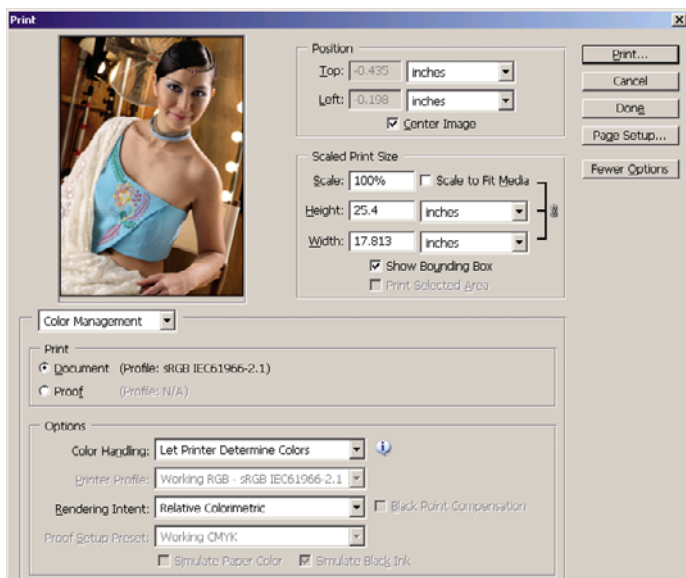 Print
Position
Top: -0.435 inches
Left: -0.198 inches
Center Image
Print...
Cancel
Done
Page Setup...
Fewer Options
Scaled Print Size
Scale: 100% Scale to Fit Media
Height: 25.4 inches
Width: 17.813 inches
Show Bounding Box
Print Selected Area
Color Management
Print
Document (Profile: sRGB IEC61966-2.1)
Proof (Profile: N/A)
Options
Color Handling: Let Printer Determine Colors
Printer Profile: Working RGB - sRGB IEC61966-2.1
Rendering Intent: Relative Colorimetric Black Point Compensation
Proof Setup Preset: Working CMYK
Simulate Paper Color Simulate Black Ink